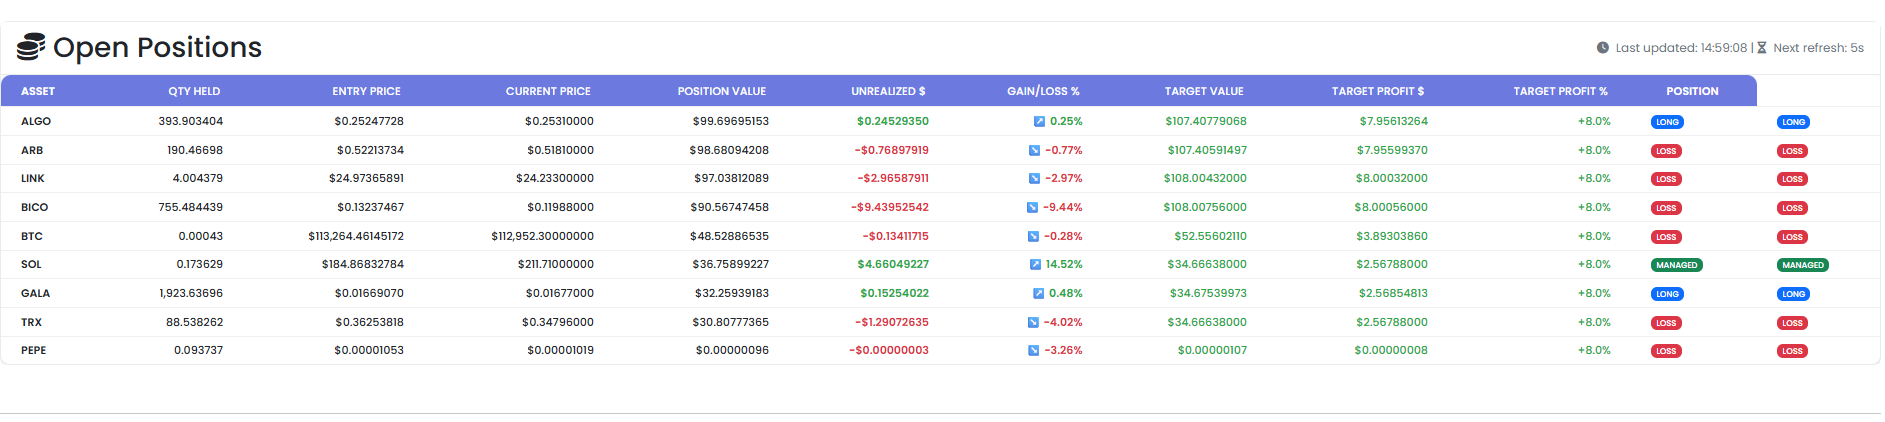 Open Positions
Last updated: 14:59:08 | Next refresh: 5s
ASSET QTY HELD ENTRY PRICE CURRENT PRICE POSITION VALUE UNREALIZED $ GAIN/LOSS % TARGET VALUE TARGET PROFIT $ TARGET PROFIT % POSITION
ALGO 393.903404 $0.25247728 $0.25310000 $99.69695153 $0.24529350 0.25% $107.40779068 $7.95613264 +8.0% LONG LONG
ARB 190.46698 $0.52213734 $0.51810000 $98.68094208 -$0.76897919 -0.77% $107.40591497 $7.95599370 +8.0% LOSS LOSS
LINK 4.004379 $24.97365891 $24.23300000 $97.03812089 -$2.96587911 -2.97% $108.00432000 $8.00032000 +8.0% LOSS LOSS
BICO 755.484439 $0.13237467 $0.11988000 $90.56747458 -$9.43952542 -9.44% $108.00756000 $8.00056000 +8.0% LOSS LOSS
BTC 0.00043 $113,264.46145172 $112,952.30000000 $48.52886535 -$0.13411715 -0.28% $52.55602110 $3.89303860 +8.0% LOSS LOSS
SOL 0.173629 $184.86832784 $211.71000000 $36.75899227 $4.66049227 14.52% $34.66638000 $2.56788000 +8.0% MANAGED MANAGED
GALA 1,923.63696 $0.01669070 $0.01677000 $32.25939183 $0.15254022 0.48% $34.67539973 $2.56854813 +8.0% LONG LONG
TRX 88.538262 $0.36253818 $0.34796000 $30.80777365 -$1.29072635 -4.02% $34.66638000 $2.56788000 +8.0% LOSS LOSS
PEPE 0.093737 $0.00001053 $0.00001019 $0.00000096 -$0.00000003 -3.26% $0.00000107 $0.00000008 +8.0% LOSS LOSS